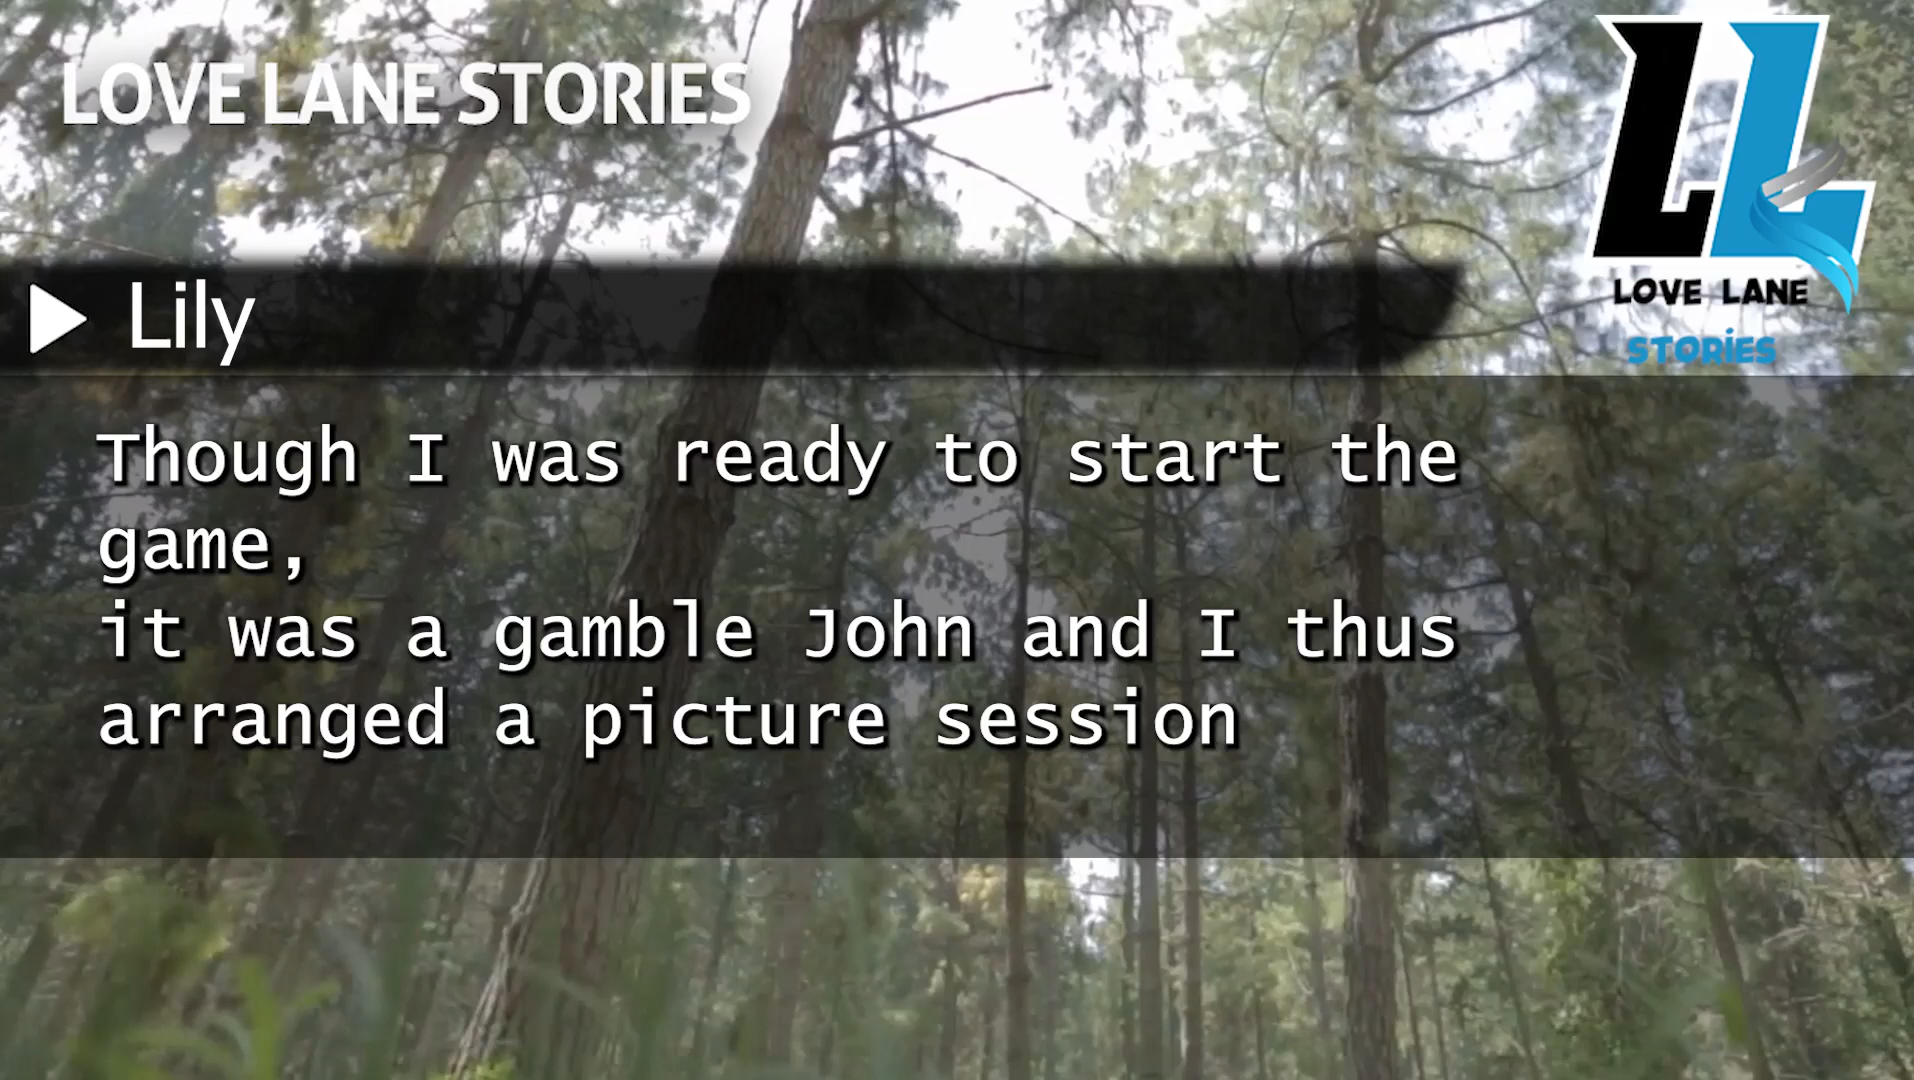 LOVE LANE STORIES
LL
LOVE LANE
STORIES
Lily
Though I was ready to start the
game,
it was a gamble John and I thus
arranged a picture session